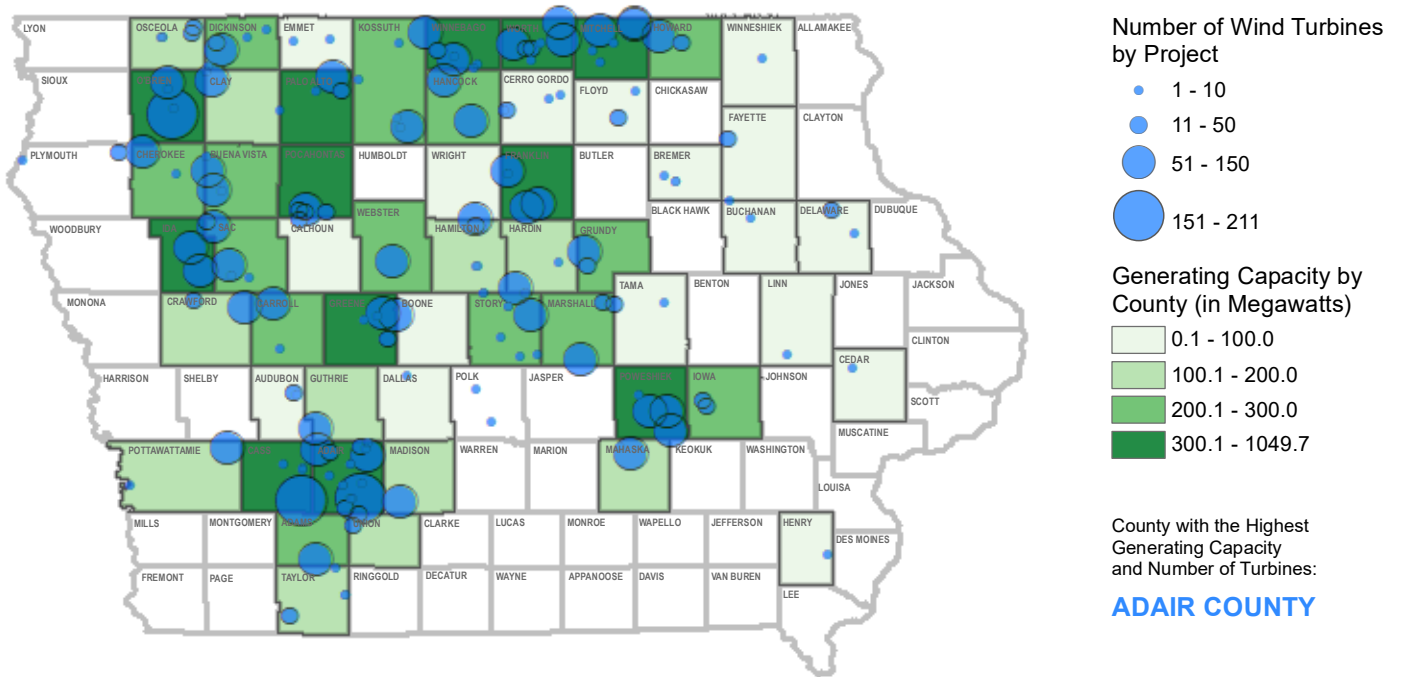 LYON
OSCEOLA
DICKINSON
EMMET
KOSSUTH
HOWARD
WINNESHIEK
ALLAMAKEE
SIOUX
CLAY
HANCOCK
CERRO GORDO
FLOYD
CHICKASAW
FAYETTE
CLAYTON
PLYMOUTH
CHEROKEE
BUENA VISTA
HUMBOLDT
WRIGHT
BUTLER
BREMER
WOODBURY
SAC
CALHOUN
WEBSTER
HAMILTON
HARDIN
GRUNDY
BLACK HAWK
BUCHANAN
DELAWARE
DUBUQUE
MONONA
CRAWFORD
CARROLL
BOONE
STORY
MARSHALL
TAMA
BENTON
LINN
JONES
JACKSON
CLINTON
CEDAR
HARRISON
SHELBY
AUDUBON
GUTHRIE
DALLAS
POLK
JASPER
IOWA
JOHNSON
SCOTT
MUSCATINE
POTTAWATTAMIE
MADISON
WARREN
MARION
MAHASKA
KEOKUK
WASHINGTON
LOUISA
MILLS
MONTGOMERY
ADAMS
UNION
CLARKE
LUCAS
MONROE
WAPELLO
JEFFERSON
HENRY
DES MOINES
FREMONT
PAGE
TAYLOR
RINGGOLD
DECATUR
WAYNE
APPANOOSE
DAVIS
VAN BUREN
LEE
Number of Wind Turbines
by Project
1 - 10
11 - 50
51 - 150
151 - 211
Generating Capacity by
County (in Megawatts)
0.1 - 100.0
100.1 - 200.0
200.1 - 300.0
300.1 - 1049.7
County with the Highest
Generating Capacity
and Number of Turbines:
ADAIR COUNTY